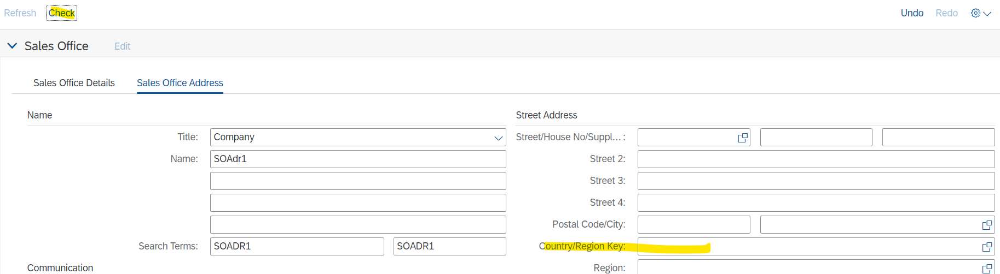 Refresh Check Undo Redo
Sales Office Edit
Sales Office Details Sales Office Address
Name
Title: Company
Name: SOAdr1
Search Terms: SOADR1 SOADR1
Communication
Street Address
Street/House No/Suppl... :
Street 2:
Street 3:
Street 4:
Postal Code/City:
Country/Region Key:
Region: